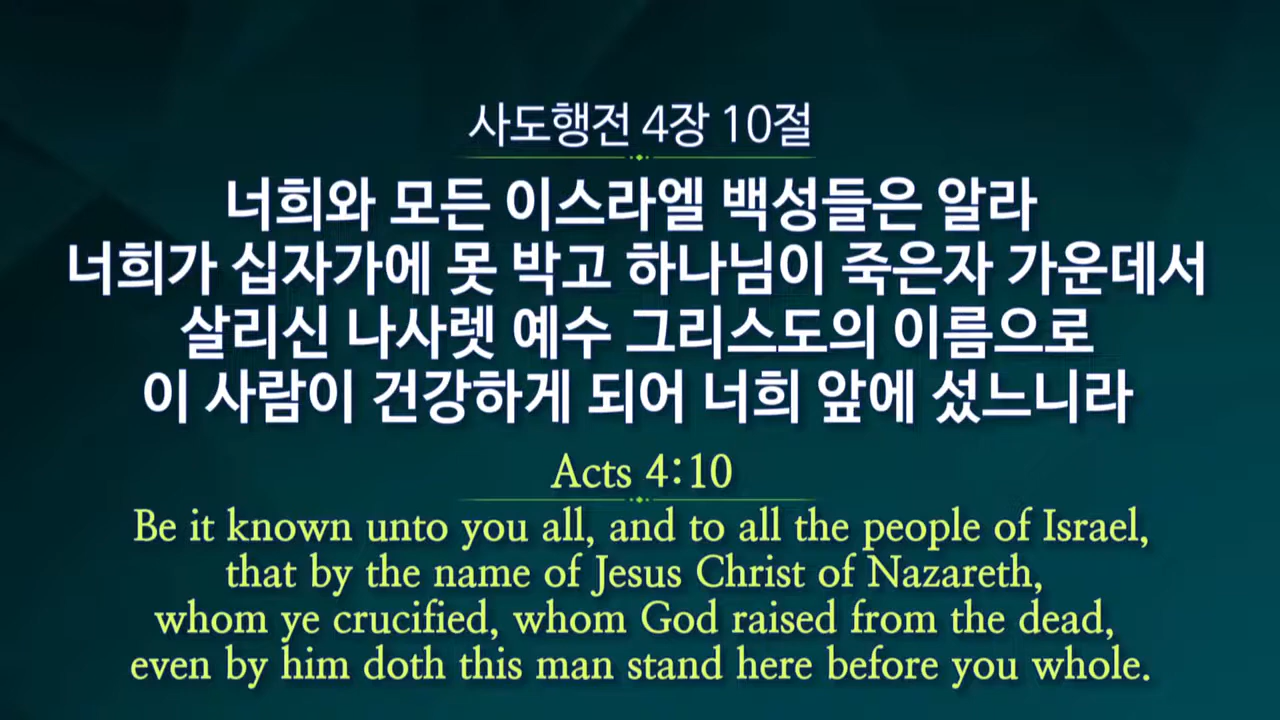 사도행전 4장 10절
너희와 모든 이스라엘 백성들은 알라
너희가 십자가에 못 박고 하나님이 죽은자 가운데서
살리신 나사렛 예수 그리스도의 이름으로
이 사람이 건강하게 되어 너희 앞에 섰느니라
Acts 4:10
Be it known unto you all, and to all the people of Israel,
that by the name of Jesus Christ of Nazareth,
whom ye crucified, whom God raised from the dead,
even by him doth this man stand here before you whole.